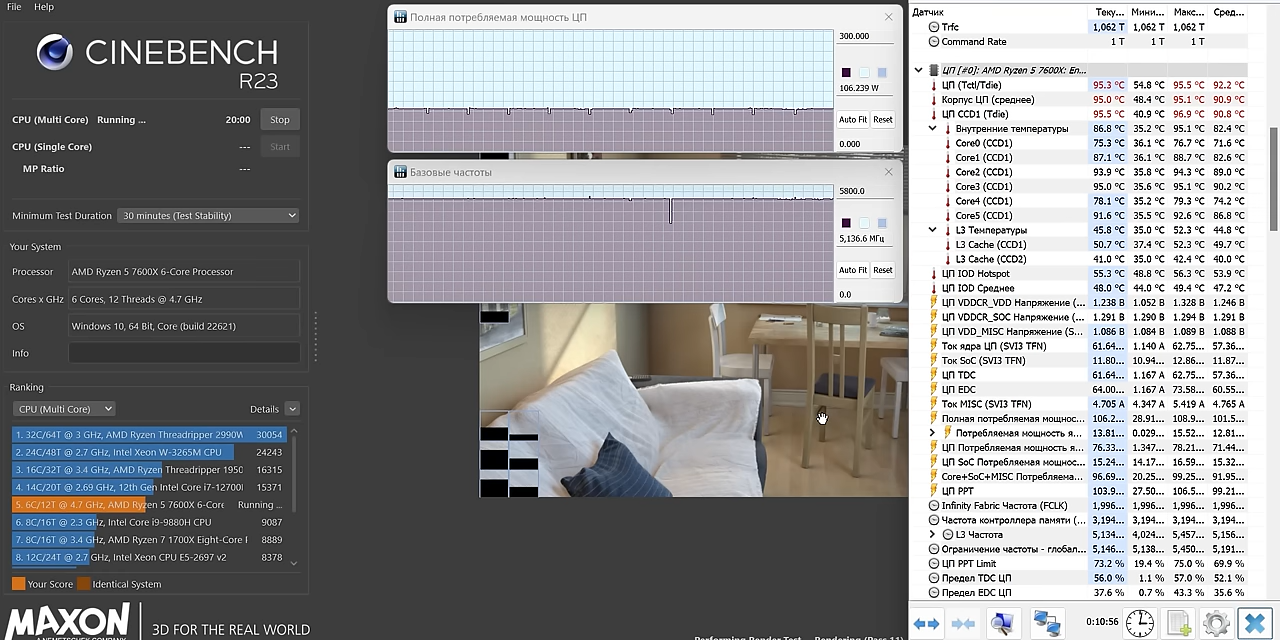 File Help
CINEBENCH
R23
CPU (Multi Core) Running ... 20:00 Stop
CPU (Single Core) --- Start
MP Ratio ---
Minimum Test Duration 30 minutes (Test Stability)
Your System
Processor AMD Ryzen 5 7600X 6-Core Processor
Cores x GHz 6 Cores, 12 Threads @ 4.7 GHz
OS Windows 10, 64 Bit, Core (build 22621)
Info
Ranking
CPU (Multi Core) Details
1. 32C/64T @ 3 GHz, AMD Ryzen Threadripper 2990W 30054
2. 24C/48T @ 2.7 GHz, Intel Xeon W-3265M CPU 24243
3. 16C/32T @ 3.4 GHz, AMD Ryzen Threadripper 1950 16315
4. 14C/20T @ 2.69 GHz, 12th Gen Intel Core i7-12700 15371
5. 6C/12T @ 4.7 GHz, AMD Ryzen 5 7600X 6-Core Running ...
6. 8C/16T @ 2.3 GHz, Intel Core i9-9880H CPU 9087
7. 8C/16T @ 3.4 GHz, AMD Ryzen 7 1700X Eight-Core 8889
8. 12C/24T @ 2.7 GHz, Intel Xeon CPU E5-2697 v2 8378
Your Score Identical System
MAXON
3D FOR THE REAL WORLD
Полная потребляемая мощность ЦП
300.000
106.239 W
Auto Fit Reset
0.000
Базовые частоты
5800.0
5,136.6 МГц
Auto Fit Reset
0.0
Датчик Теку... Мини... Макс... Сред...
Trfc 1,062 T 1,062 T 1,062 T
Command Rate 1 T 1 T 1 T
ЦП [#0]: AMD Ryzen 5 7600X: En...
ЦП (Tctl/Tdie) 95.3 °C 54.8 °C 95.5 °C 92.2 °C
Корпус ЦП (среднее) 95.0 °C 48.4 °C 95.1 °C 90.9 °C
ЦП CCD1 (Tdie) 95.5 °C 40.9 °C 96.9 °C 90.8 °C
Внутренние температуры 86.8 °C 35.2 °C 95.1 °C 82.4 °C
Core0 (CCD1) 75.3 °C 36.1 °C 76.7 °C 71.6 °C
Core1 (CCD1) 36.1 °C 88.7 °C 82.6 °C
Core2 (CCD1) 93.9 °C 35.8 °C 94.3 °C 89.0 °C
Core3 (CCD1) 35.6 °C 95.1 °C 90.2 °C
Core4 (CCD1) 78.1 °C 35.2 °C 79.3 °C 74.2 °C
Core5 (CCD1) 91.6 °C 35.5 °C 92.6 °C 86.8 °C
L3 Температуры 45.8 °C 35.0 °C 52.3 °C 44.8 °C
L3 Cache (CCD1) 50.7 °C 37.4 °C 52.3 °C 49.7 °C
L3 Cache (CCD2) 41.0 °C 35.0 °C 42.4 °C 40.0 °C
ЦП IOD Hotspot 55.3 °C 48.8 °C 56.3 °C 53.9 °C
ЦП IOD Среднее 48.0 °C 44.0 °C 49.4 °C 47.2 °C
ЦП VDDCR_VDD Напряжение (... 1.238 В 1.052 В 1.328 В 1.246 В
ЦП VDDCR_SOC Напряжение (... 1.291 В 1.290 В 1.294 В 1.291 В
ЦП VDD_MISC Напряжение (S... 1.086 В 1.084 В 1.089 В 1.088 В
Ток ядра ЦП (SVI3 TFN) 61.64... 1.140 A 62.75... 57.36...
Ток SoC (SVI3 TFN) 11.80... 10.94... 12.86... 11.87...
ЦП TDC 61.64... 1.167 A 62.75... 57.36...
ЦП EDC 64.00... 1.167 A 73.58... 60.55...
Ток MISC (SVI3 TFN) 4.705 A 4.347 A 5.419 A 4.765 A
Полная потребляемая мощнос... 106.2... 28.91... 108.9... 101.5...
Потребляемая мощность я... 13.81... 0.029... 15.52... 12.81...
ЦП Потребляемая мощность я... 76.33... 1.347... 78.21... 71.44...
ЦП SoC Потребляемая мощнос... 15.24... 14.17... 16.59... 15.32...
Core+SoC+MISC Потребляема... 96.69... 20.25... 99.25... 91.95...
ЦП PPT 103.9... 27.50... 106.5... 99.21...
Infinity Fabric Частота (FCLK) 1,996... 1,996... 1,996... 1,996...
Частота контроллера памяти (... 3,194... 3,194... 3,194... 3,194...
L3 Частота 5,134... 4,024... 5,457... 5,156...
Ограничение частоты - глобал... 5,146... 5,138... 5,450... 5,191...
ЦП PPT Limit 73.2 % 19.4 % 75.0 % 69.9 %
Предел TDC ЦП 56.0 % 1.1 % 57.0 % 52.1 %
Предел EDC ЦП 37.6 % 0.7 % 43.3 % 35.6 %
0:10:56